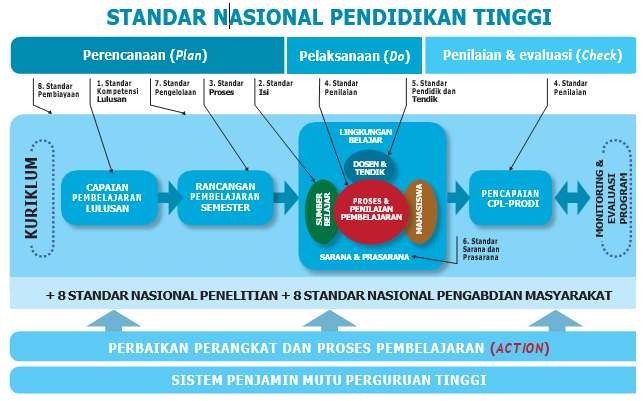 STANDAR NASIONAL PENDIDIKAN TINGGI
Perencanaan (Plan)
Pelaksanaan (Do)
Penilaian & evaluasi (Check)
8. Standar
Pembiayaan
1. Standar
Kompetensi
Lulusan
7. Standar
Pengelolaan
3. Standar
Proses
2. Standar
Isi
4. Standar
Penilaian
5. Standar
Pendidik dan
Tendik
4. Standar
Penilaian
KURIKLUM
CAPAIAN
PEMBELAJARAN
LULUSAN
RANCANGAN
PEMBELAJARAN
SEMESTER
LINGKUNGAN
BELAJAR
DOSEN &
TENDIK
SUMBER
BELAJAR
PROSES &
PENILAIAN
PEMBELAJARAN
MAHASISWA
SARANA & PRASARANA
PENCAPAIAN
CPL-PRODI
MONITORING &
EVALUASI
PROGRAM
6. Standar
Sarana dan
Prasarana
+ 8 STANDAR NASIONAL PENELITIAN + 8 STANDAR NASIONAL PENGABDIAN MASYARAKAT
PERBAIKAN PERANGKAT DAN PROSES PEMBELAJARAN (ACTION)
SISTEM PENJAMIN MUTU PERGURUAN TINGGI